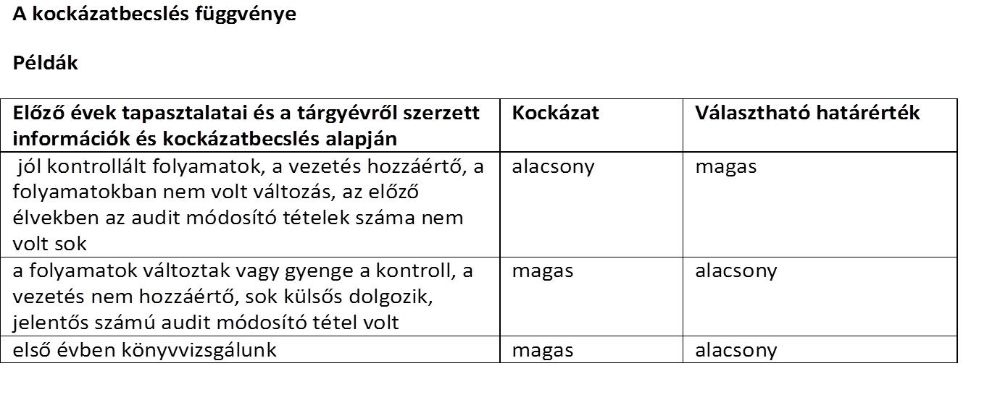 A kockázatbecslés függvénye
Példák
Előző évek tapasztalatai és a tárgyévről szerzett
információk és kockázatbecslés alapján
Kockázat
Választható határérték
jól kontrollált folyamatok, a vezetés hozzáértő, a
folyamatokban nem volt változás, az előző
élvekben az audit módosító tételek száma nem
volt sok
alacsony
magas
a folyamatok változtak vagy gyenge a kontroll, a
vezetés nem hozzáértő, sok külsős dolgozik,
jelentős számú audit módosító tétel volt
magas
alacsony
első évben könyvvizsgálunk
magas
alacsony